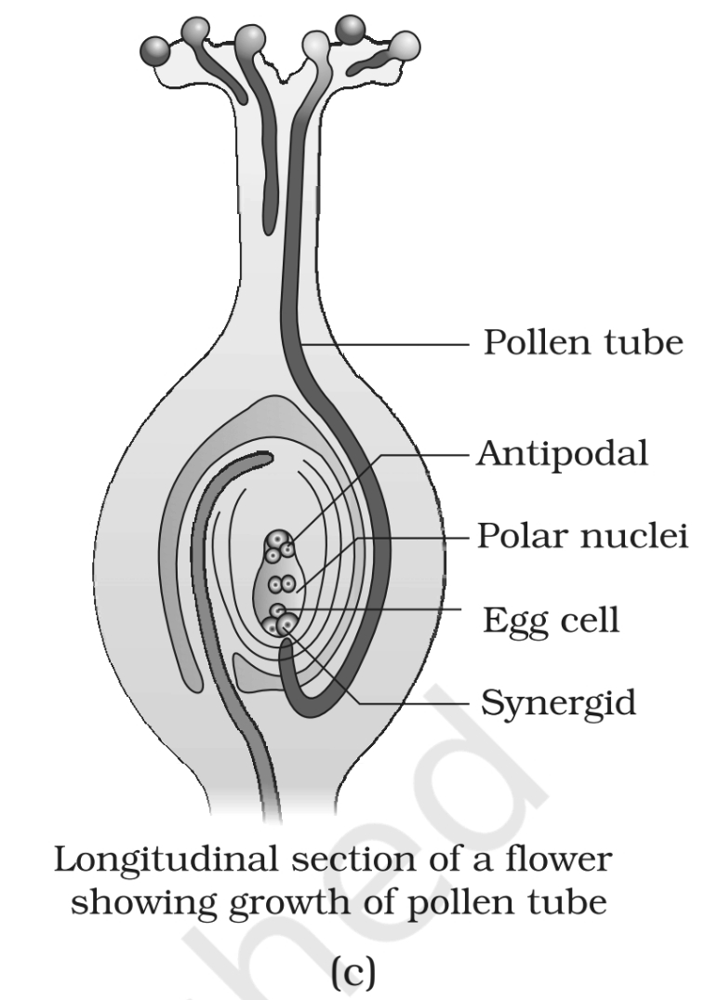 Pollen tube
Antipodal
Polar nuclei
Egg cell
Synergid
Longitudinal section of a flower
showing growth of pollen tube
(c)